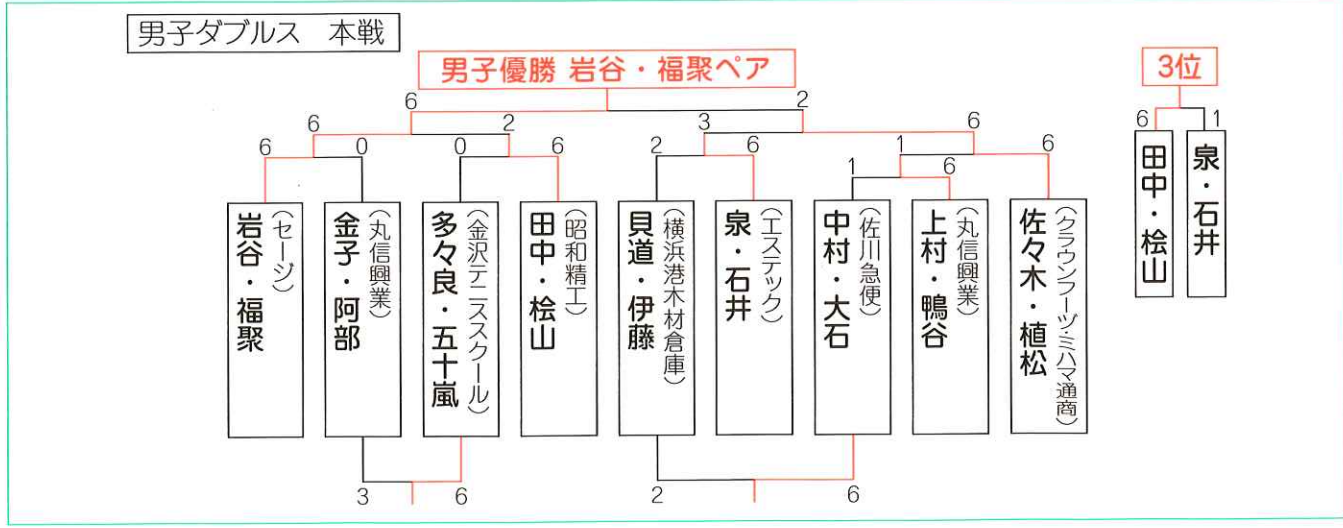 男子ダブルス 本戦
男子優勝 岩谷・福聚ペア
3位
6 2
6 2 3 6
6 0 0 6 2 6 1 6
1 6
6 1
岩谷・福聚
（セージ）
金子・阿部
（丸信興業）
多々良・五十嵐
（金沢テニススクール）
田中・桧山
（昭和精工）
貝道・伊藤
（横浜港木材倉庫）
泉・石井
（エステック）
中村・大石
（佐川急便）
上村・鴨谷
（丸信興業）
佐々木・植松
（クラウンフーヅ・ミハマ通商）
田中・桧山
泉・石井
3 6 2 6